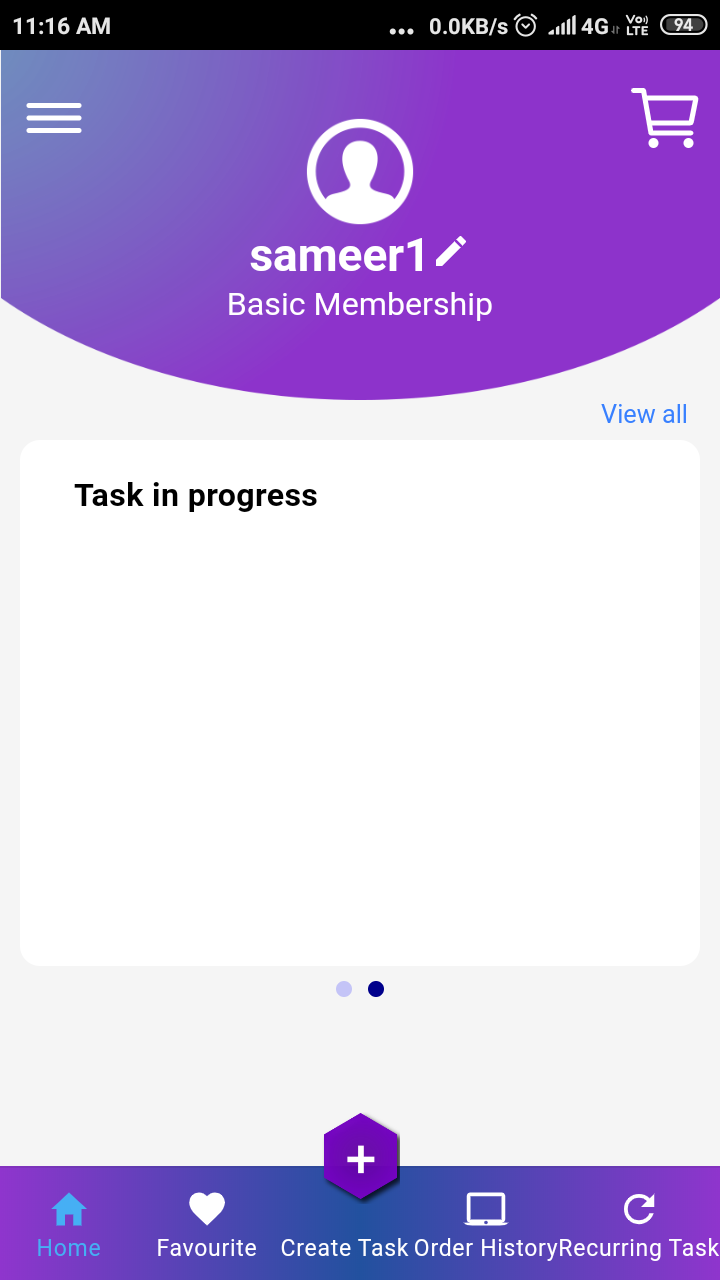 11:16 AM ... 0.0KB/s 4G Vo) LTE 94
sameer1
Basic Membership
View all
Task in progress
+
Home Favourite Create Task Order History Recurring Task